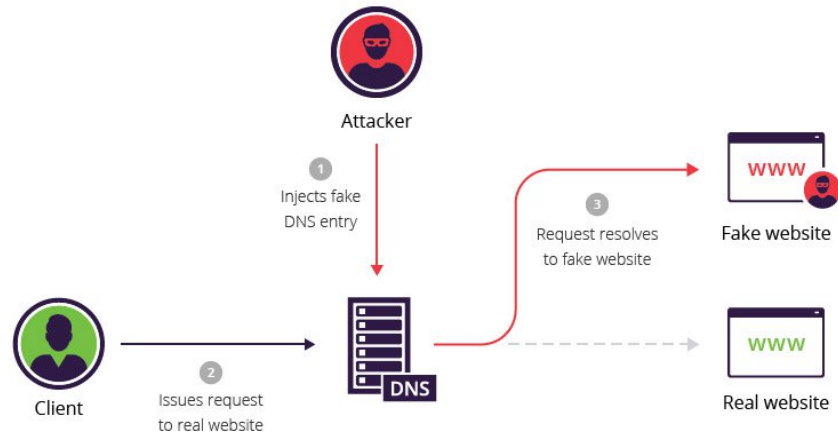 Attacker
1
Injects fake
DNS entry
www
Fake website
3
Request resolves
to fake website
DNS
Client
2
Issues request
to real website
www
Real website